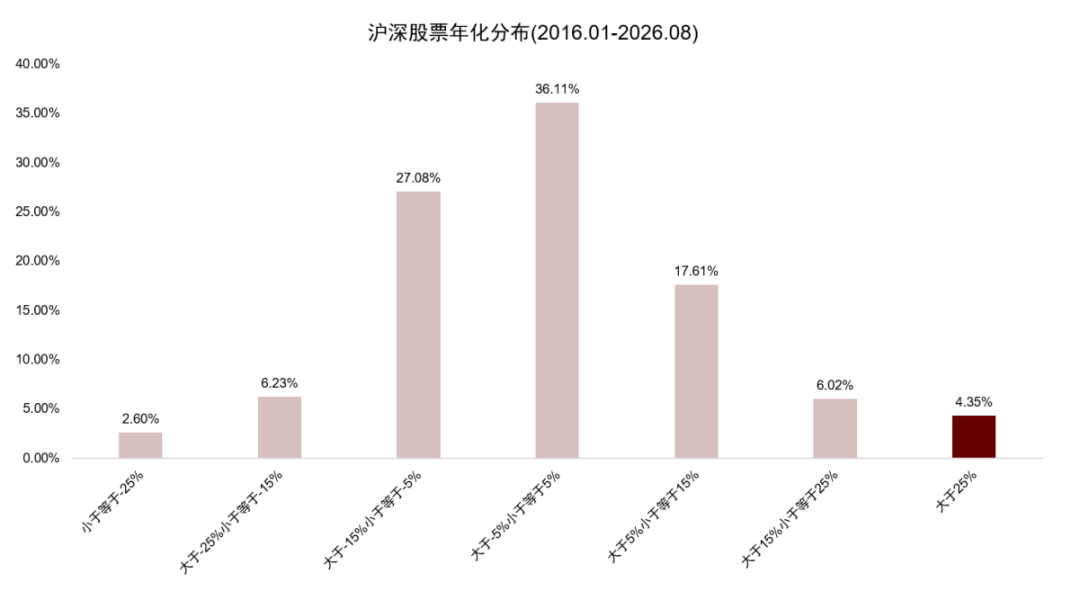 沪深股票年化分布(2016.01-2026.08)
40.00%
35.00%
30.00%
25.00%
20.00%
15.00%
10.00%
5.00%
0.00%
2.60%
6.23%
27.08%
36.11%
17.61%
6.02%
4.35%
小于等于-25%
大于-25%小于等于-15%
大于-15%小于等于-5%
大于-5%小于等于5%
大于5%小于等于15%
大于15%小于等于25%
大于25%